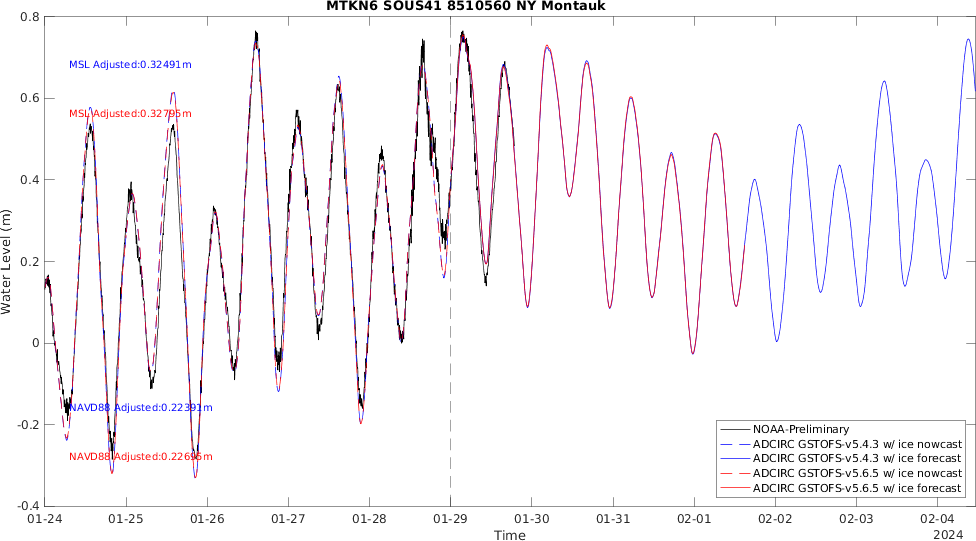 MTKN6 SOUS41 8510560 NY Montauk
0.8
0.6
0.4
0.2
0
-0.2
-0.4
Water Level (m)
MSL Adjusted:0.32491m
MSL Adjusted:0.32795m
NAVD88 Adjusted:0.22391m
NAVD88 Adjusted:0.22695m
NOAA-Preliminary
ADCIRC GSTOFS-v5.4.3 w/ ice nowcast
ADCIRC GSTOFS-v5.4.3 w/ ice forecast
ADCIRC GSTOFS-v5.6.5 w/ ice nowcast
ADCIRC GSTOFS-v5.6.5 w/ ice forecast
01-24 01-25 01-26 01-27 01-28 01-29 01-30 01-31 02-01 02-02 02-03 02-04
Time
2024